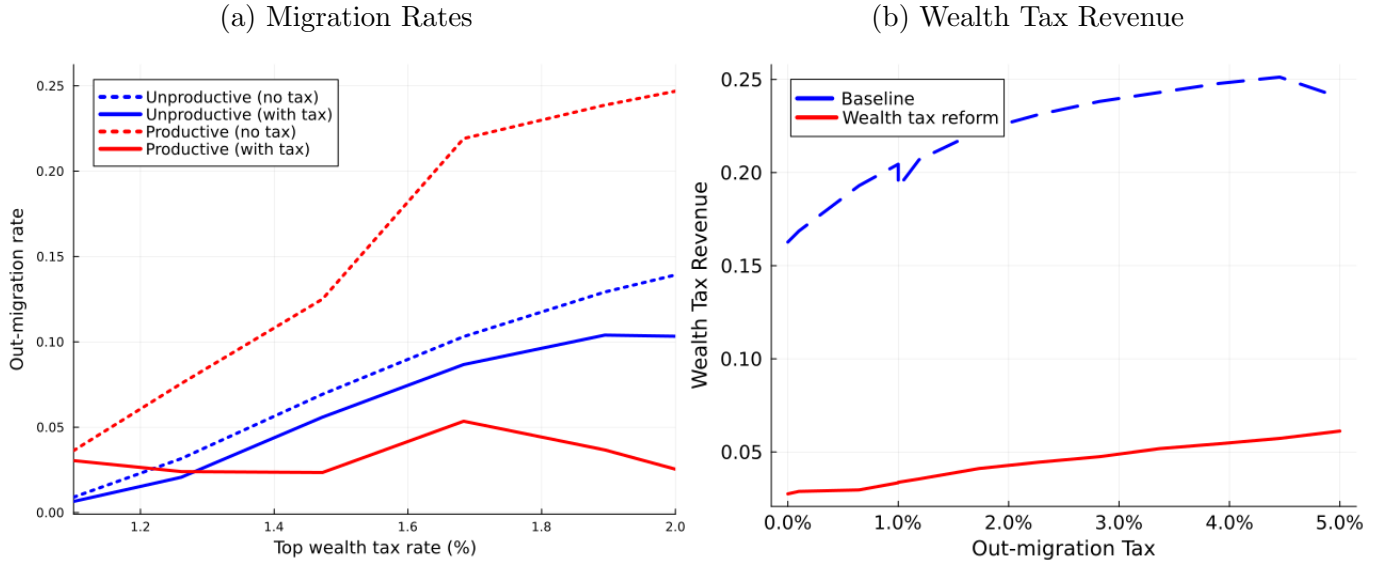 (a) Migration Rates
Out-migration rate
0.25
0.20
0.15
0.10
0.05
0.00
Unproductive (no tax)
Unproductive (with tax)
Productive (no tax)
Productive (with tax)
1.2 1.4 1.6 1.8 2.0
Top wealth tax rate (%)
(b) Wealth Tax Revenue
Wealth Tax Revenue
0.25
0.20
0.15
0.10
0.05
Baseline
Wealth tax reform
0.0% 1.0% 2.0% 3.0% 4.0% 5.0%
Out-migration Tax